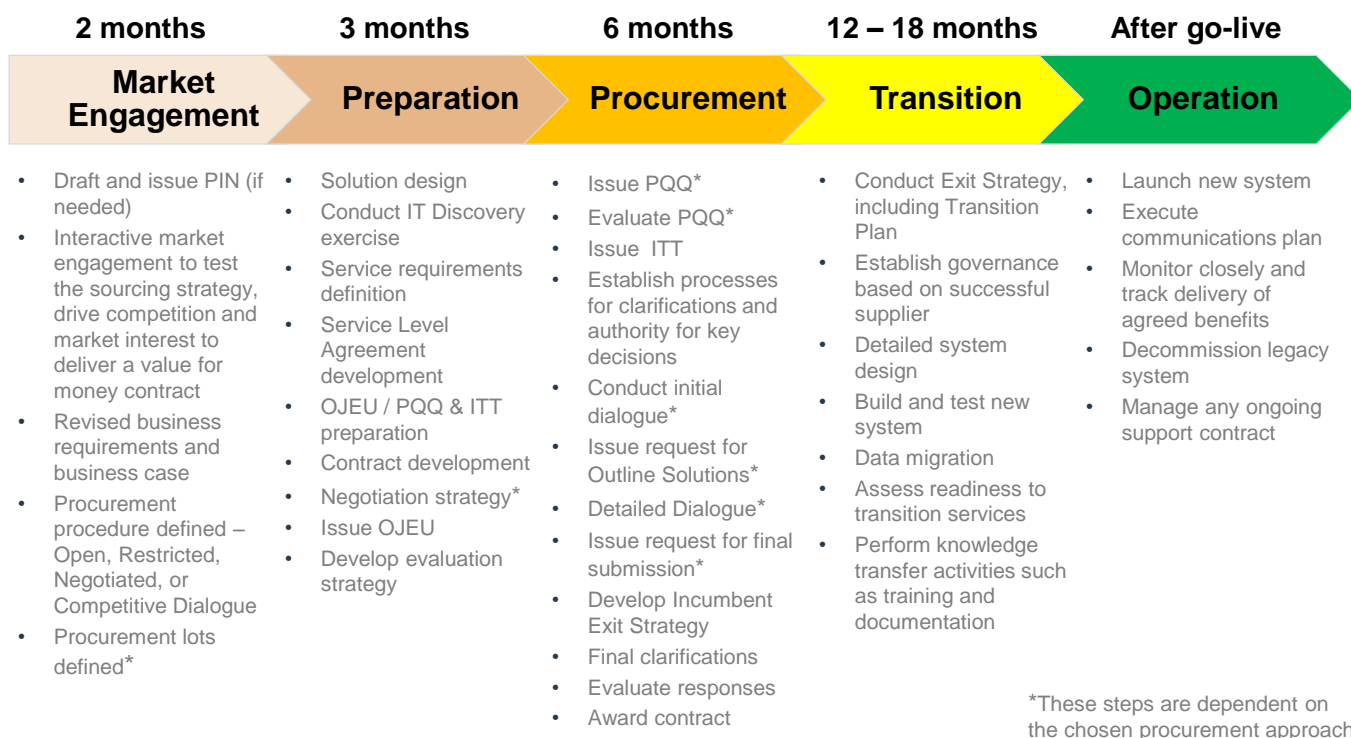 2 months
3 months
6 months
12 – 18 months
After go-live
Market
Engagement
Preparation
Procurement
Transition
Operation
• Draft and issue PIN (if
needed)
• Interactive market
engagement to test
the sourcing strategy,
drive competition and
market interest to
deliver a value for
money contract
• Revised business
requirements and
business case
• Procurement
procedure defined –
Open, Restricted,
Negotiated, or
Competitive Dialogue
• Procurement lots
defined*
• Solution design
• Conduct IT Discovery
exercise
• Service requirements
definition
• Service Level
Agreement
development
• OJEU / PQQ & ITT
preparation
• Contract development
• Negotiation strategy*
• Issue OJEU
• Develop evaluation
strategy
• Issue PQQ*
• Evaluate PQQ*
• Issue ITT
• Establish processes
for clarifications and
authority for key
decisions
• Conduct initial
dialogue*
• Issue request for
Outline Solutions*
• Detailed Dialogue*
• Issue request for final
submission*
• Develop Incumbent
Exit Strategy
• Final clarifications
• Evaluate responses
• Award contract
• Conduct Exit Strategy,
including Transition
Plan
• Establish governance
based on successful
supplier
• Detailed system
design
• Build and test new
system
• Data migration
• Assess readiness to
transition services
• Perform knowledge
transfer activities such
as training and
documentation
• Launch new system
• Execute
communications plan
• Monitor closely and
track delivery of
agreed benefits
• Decommission legacy
system
• Manage any ongoing
support contract
*These steps are dependent on
the chosen procurement approach